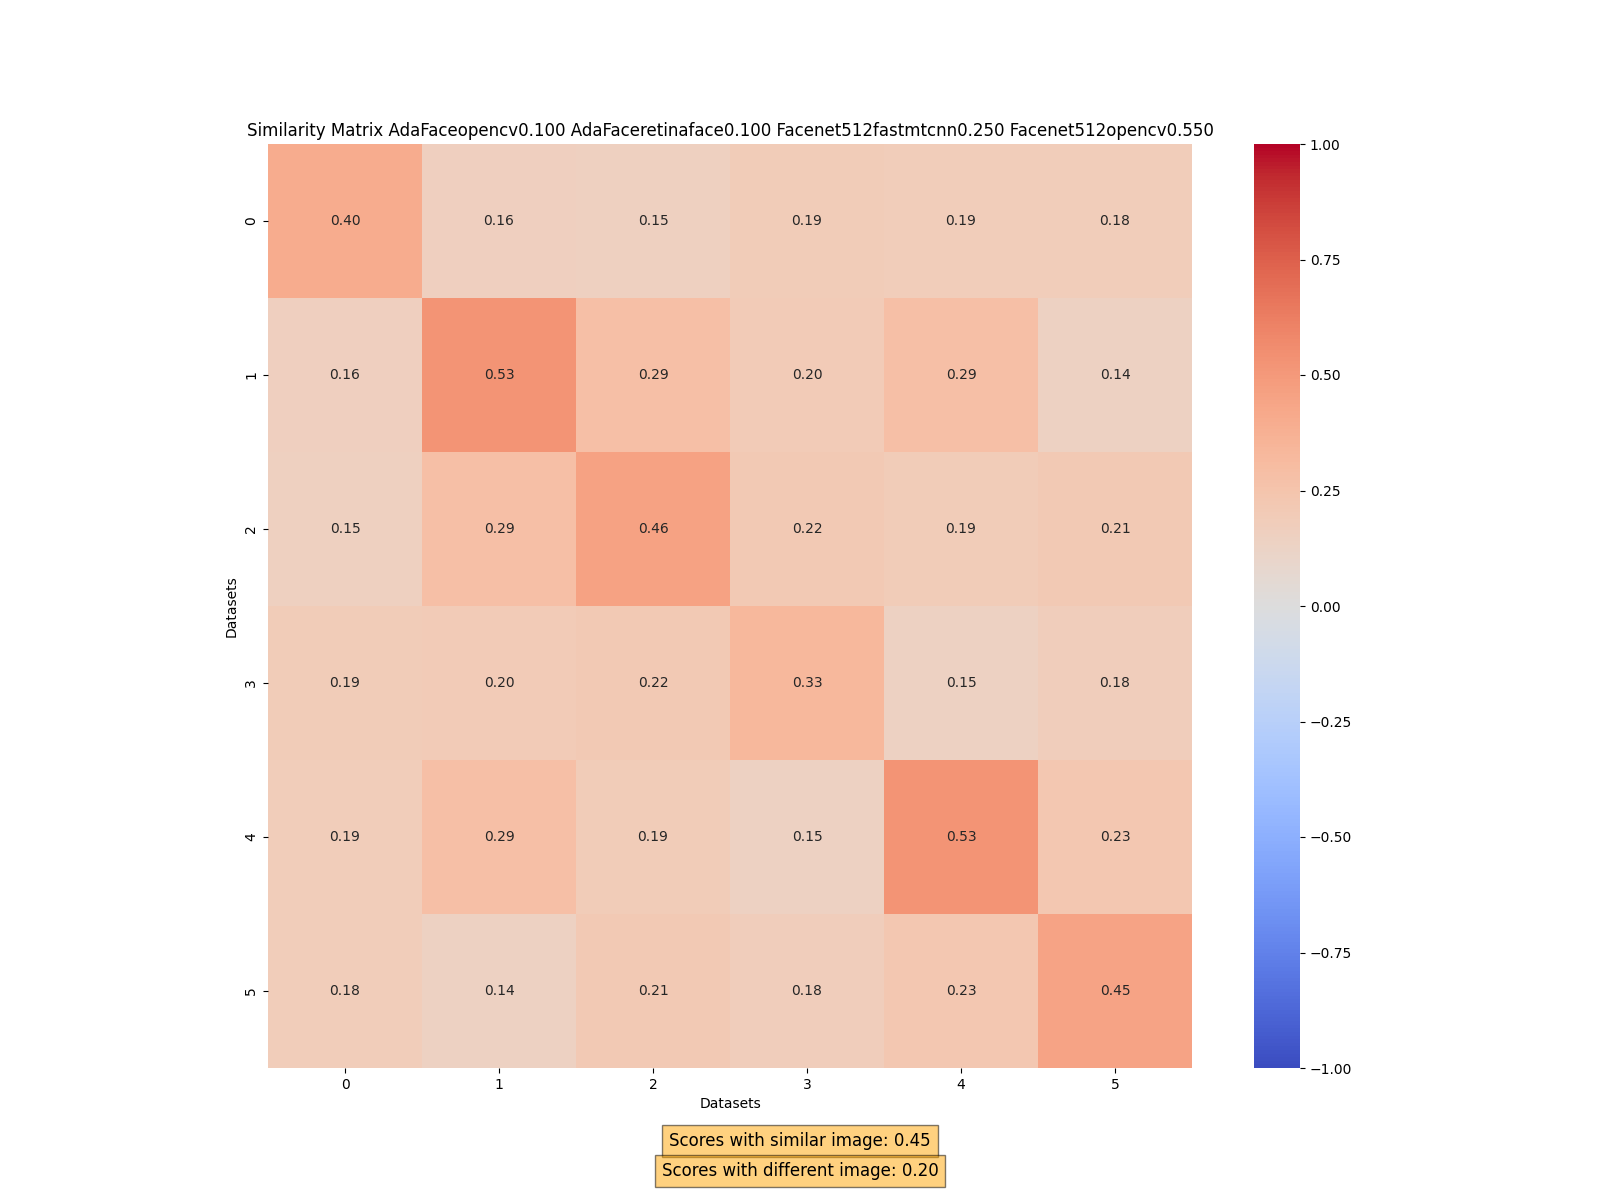 Similarity Matrix AdaFaceopencv0.100 AdaFaceretinaface0.100 Facenet512fastmtcnn0.250 Facenet512opencv0.550
0 0.40 0.16 0.15 0.19 0.19 0.18
1 0.16 0.53 0.29 0.20 0.29 0.14
2 0.15 0.29 0.46 0.22 0.19 0.21
3 0.19 0.20 0.22 0.33 0.15 0.18
4 0.19 0.29 0.19 0.15 0.53 0.23
5 0.18 0.14 0.21 0.18 0.23 0.45
Datasets
0 1 2 3 4 5
Datasets
1.00
0.75
0.50
0.25
0.00
−0.25
−0.50
−0.75
−1.00
Scores with similar image: 0.45
Scores with different image: 0.20